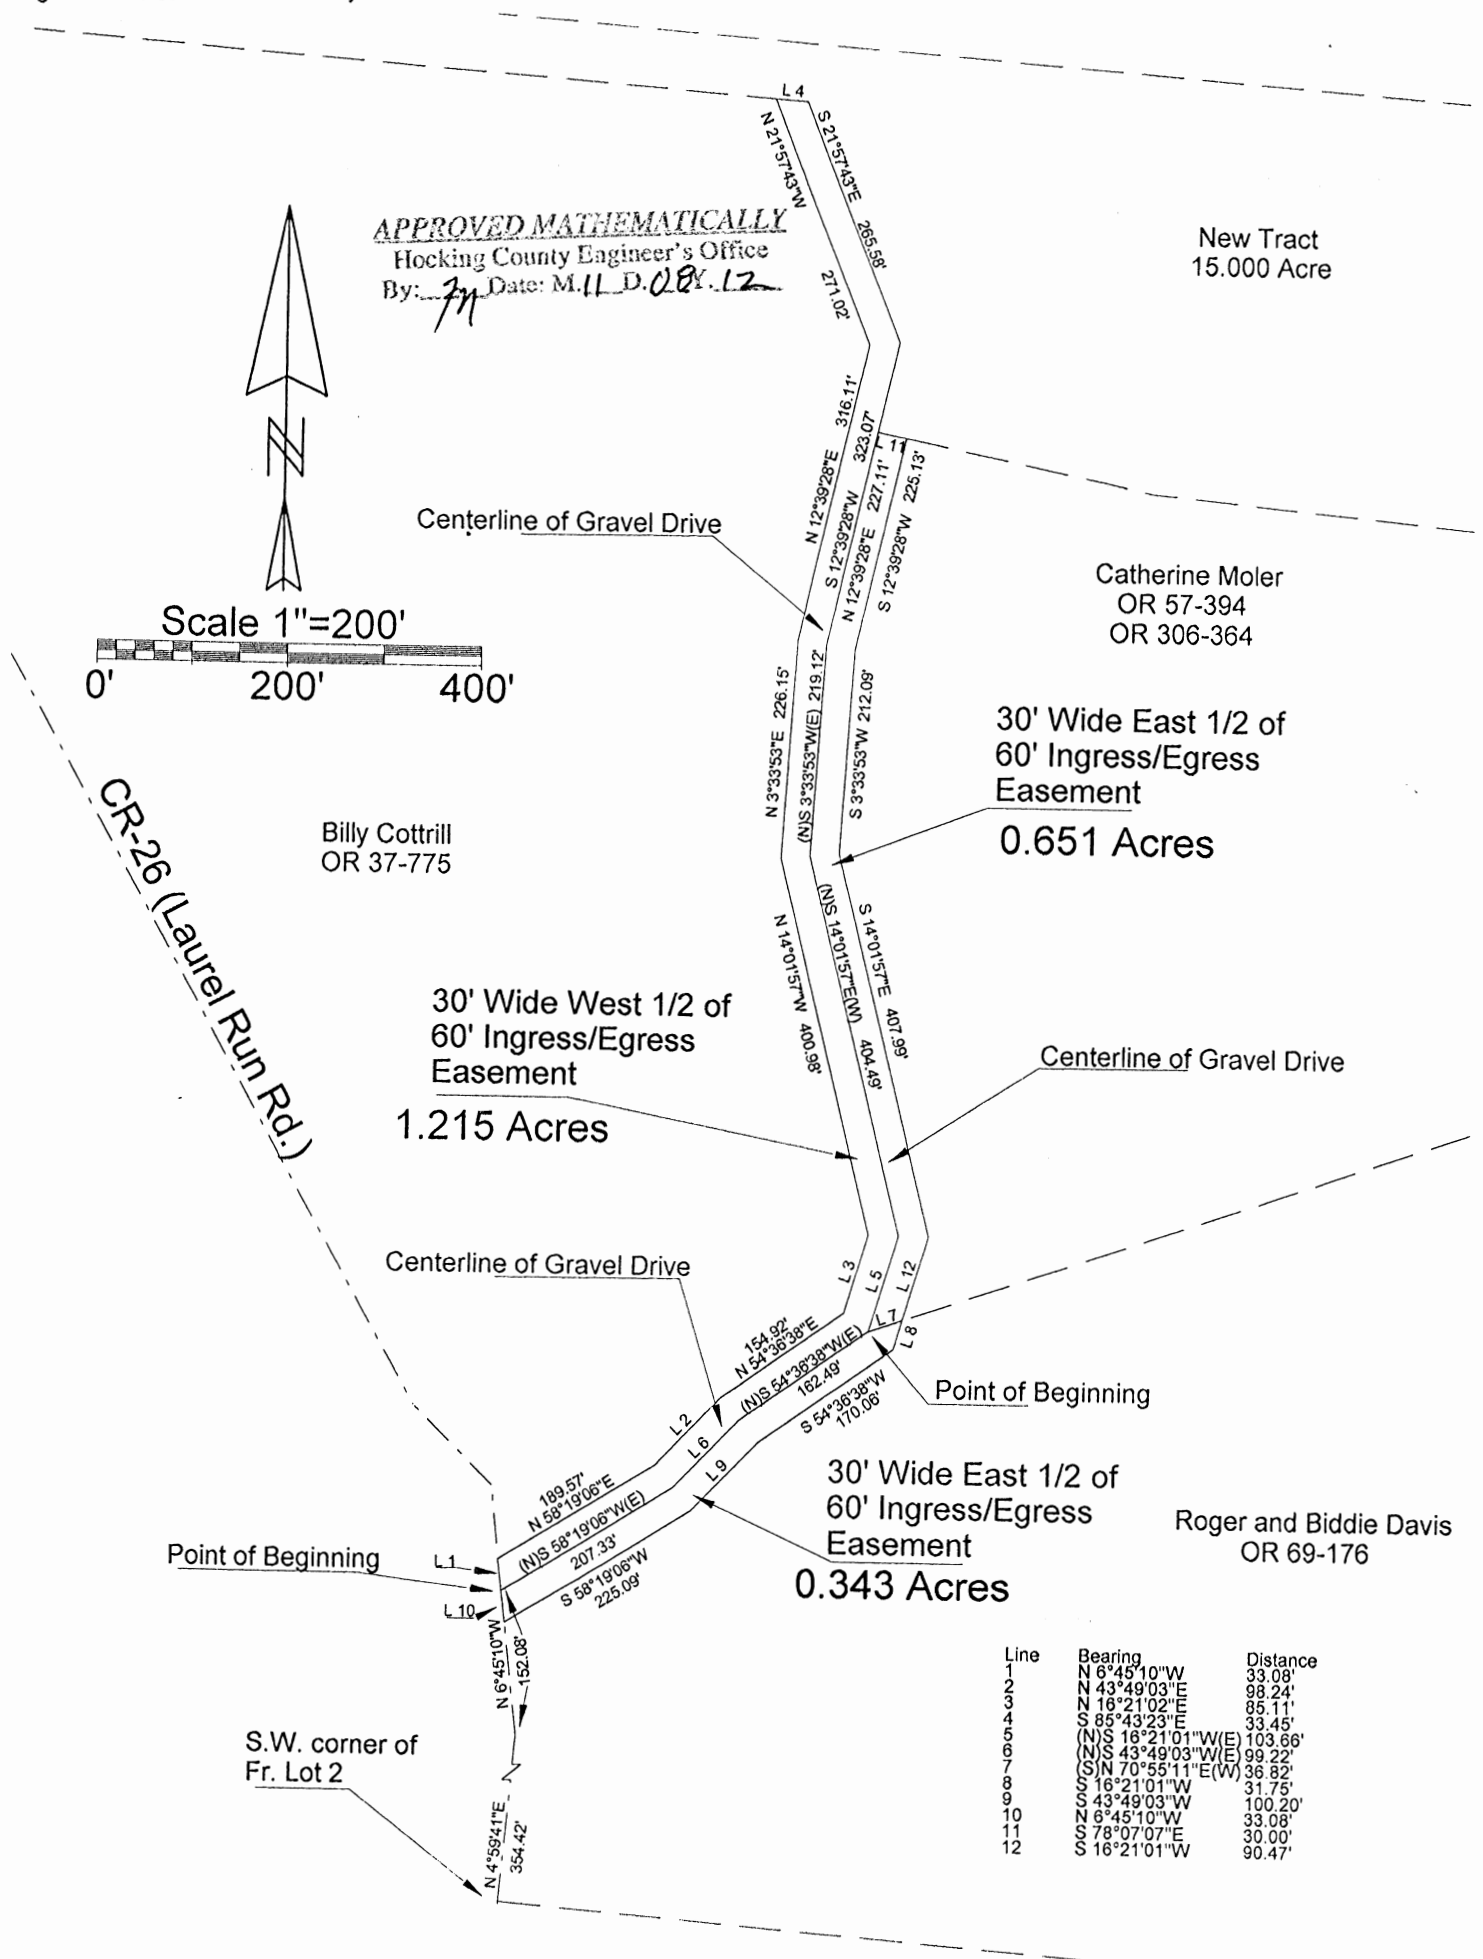 L 4
N 21°57'43"W
271.02'
S 21°57'43"E 265.58'
APPROVED MATHEMATICALLY
Hocking County Engineer's Office
By: Date: M.11 D.08 Y.12
New Tract
15.000 Acre
N
N 12°39'28"E 316.11'
S 12°39'28"W 323.07'
N 12°39'28"E 227.11'
L 11
S 12°39'28"W 225.13'
Centerline of Gravel Drive
Catherine Moler
OR 57-394
OR 306-364
Scale 1"=200'
0' 200' 400'
N 3°33'53"E 226.15'
(N)S 3°33'53"W(E) 219.12'
S 3°33'53"W 212.09'
30' Wide East 1/2 of
60' Ingress/Egress
Easement
0.651 Acres
CR-26 (Laurel Run Rd.)
Billy Cottrill
OR 37-775
N 14°01'57"W 400.98'
(N)S 14°01'57"E(W) 404.49'
S 14°01'57"E 407.99'
30' Wide West 1/2 of
60' Ingress/Egress
Easement
1.215 Acres
Centerline of Gravel Drive
Centerline of Gravel Drive
L 3
L 5
L 12
L 7
L 8
154.92'
N 54°36'38"E
(N)S 54°36'38"W(E)
162.49'
S 54°36'38"W
170.06'
Point of Beginning
L 2
L 6
L 9
30' Wide East 1/2 of
60' Ingress/Egress
Easement
0.343 Acres
Roger and Biddie Davis
OR 69-176
189.57'
N 58°19'06"E
(N)S 58°19'06"W(E)
207.33'
S 58°19'06"W
225.09'
Point of Beginning
L 1
L 10
N 6°45'10"W
152.08'
S.W. corner of
Fr. Lot 2
N 4°59'41"E
354.42'
Line Bearing Distance
1 N 6°45'10"W 33.08'
2 N 43°49'03"E 98.24'
3 N 16°21'02"E 85.11'
4 S 85°43'23"E 33.45'
5 (N)S 16°21'01"W(E) 103.66'
6 (N)S 43°49'03"W(E) 99.22'
7 (S)N 70°55'11"E(W) 36.82'
8 S 16°21'01"W 31.75'
9 S 43°49'03"W 100.20'
10 N 6°45'10"W 33.08'
11 S 78°07'07"E 30.00'
12 S 16°21'01"W 90.47'